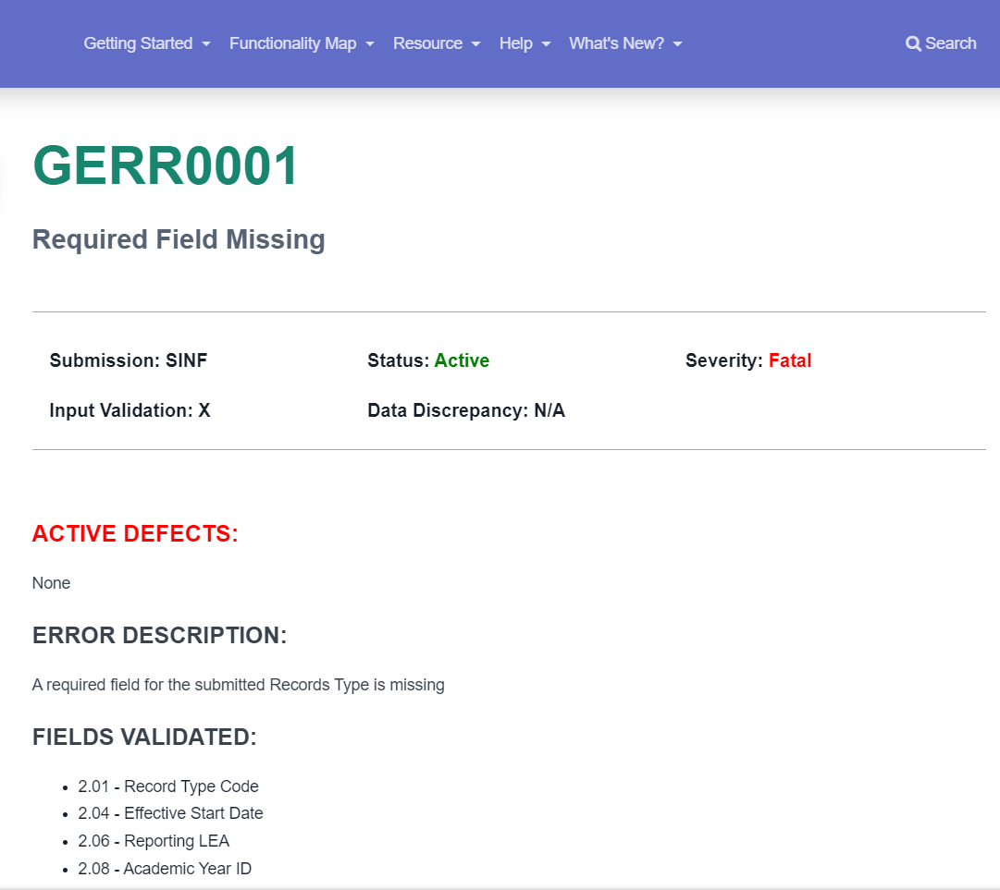 Getting Started Functionality Map Resource Help What's New? Search
GERR0001
Required Field Missing
Submission: SINF Status: Active Severity: Fatal
Input Validation: X Data Discrepancy: N/A
ACTIVE DEFECTS:
None
ERROR DESCRIPTION:
A required field for the submitted Records Type is missing
FIELDS VALIDATED:
2.01 - Record Type Code
2.04 - Effective Start Date
2.06 - Reporting LEA
2.08 - Academic Year ID